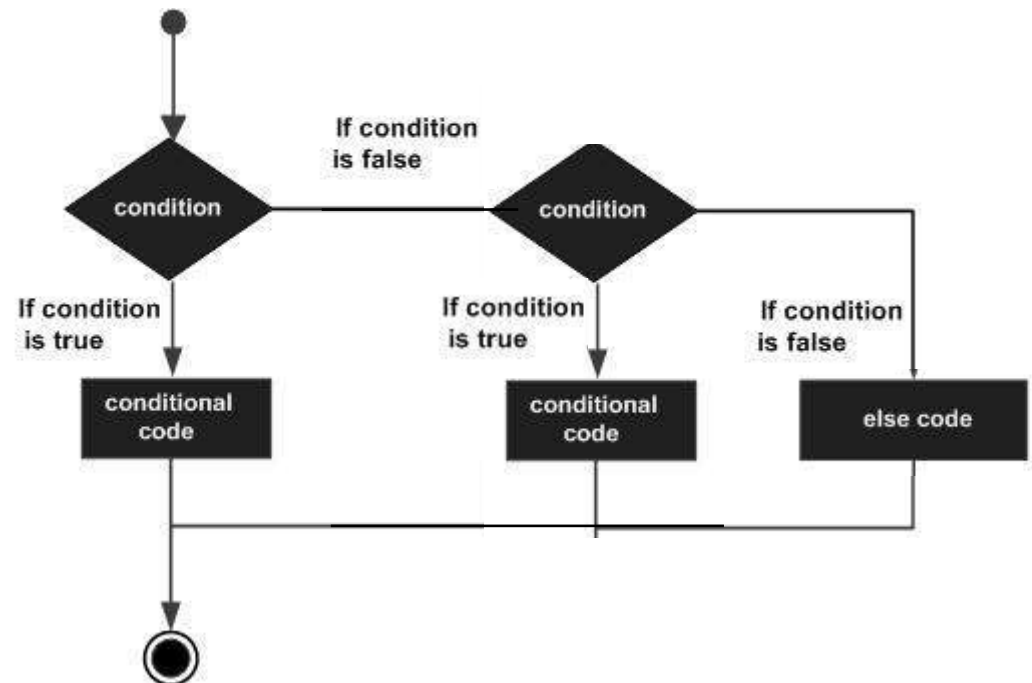 If condition
is false
condition
condition
If condition
is true
If condition
is true
If condition
is false
conditional
code
conditional
code
else code